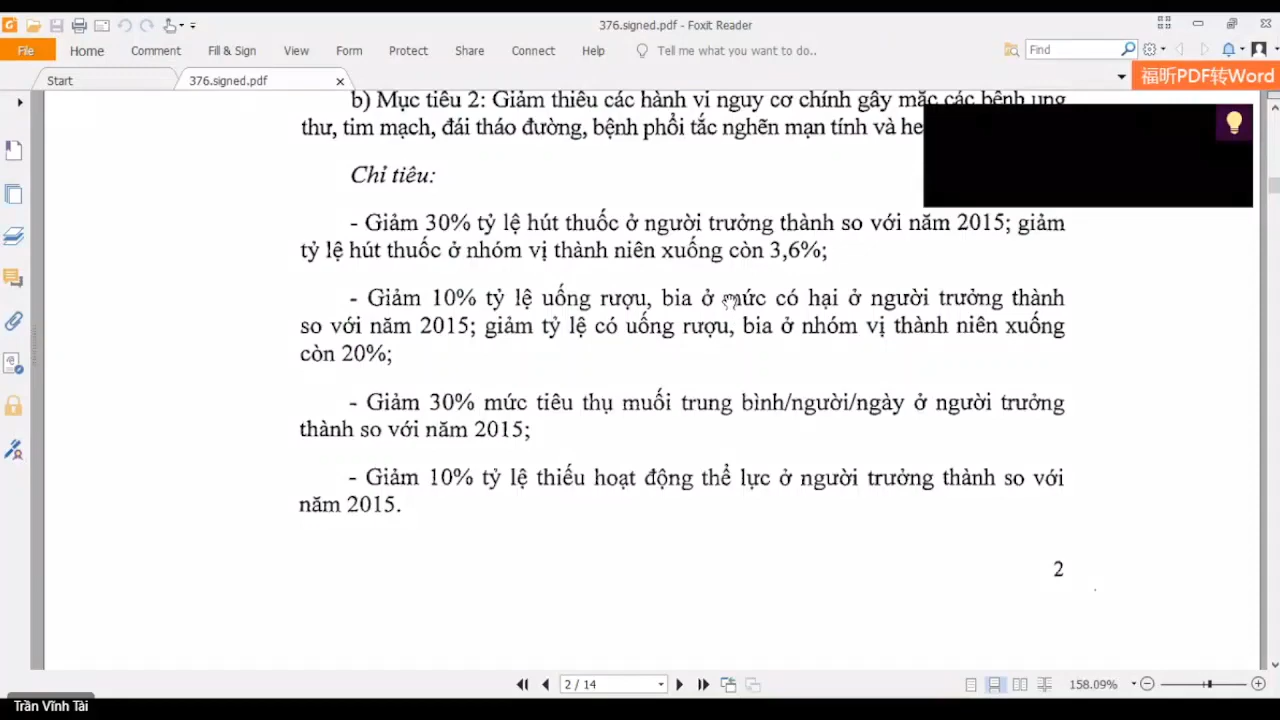 376.signed.pdf - Foxit Reader
File Home Comment Fill & Sign View Form Protect Share Connect Help Tell me what you want to do.. Find
Start 376.signed.pdf x 福昕PDF转Word
b) Mục tiêu 2: Giảm thiểu các hành vi nguy cơ chính gây mắc các bệnh ung
thư, tim mạch, đái tháo đường, bệnh phổi tắc nghẽn mạn tính và he
Chỉ tiêu:
- Giảm 30% tỷ lệ hút thuốc ở người trưởng thành so với năm 2015; giảm
tỷ lệ hút thuốc ở nhóm vị thành niên xuống còn 3,6%;
- Giảm 10% tỷ lệ uống rượu, bia ở mức có hại ở người trưởng thành
so với năm 2015; giảm tỷ lệ có uống rượu, bia ở nhóm vị thành niên xuống
còn 20%;
- Giảm 30% mức tiêu thụ muối trung bình/người/ngày ở người trưởng
thành so với năm 2015;
- Giảm 10% tỷ lệ thiếu hoạt động thể lực ở người trưởng thành so với
năm 2015.
2
2 / 14 158.09%
Trần Vĩnh Tài